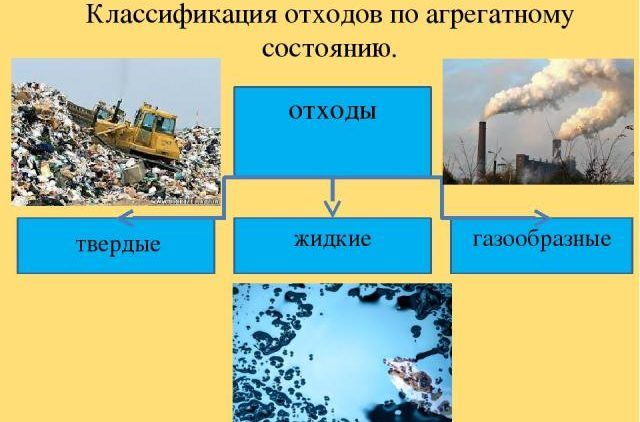 Классификация отходов по агрегатному
состоянию.
отходы
твердые
жидкие
газообразные